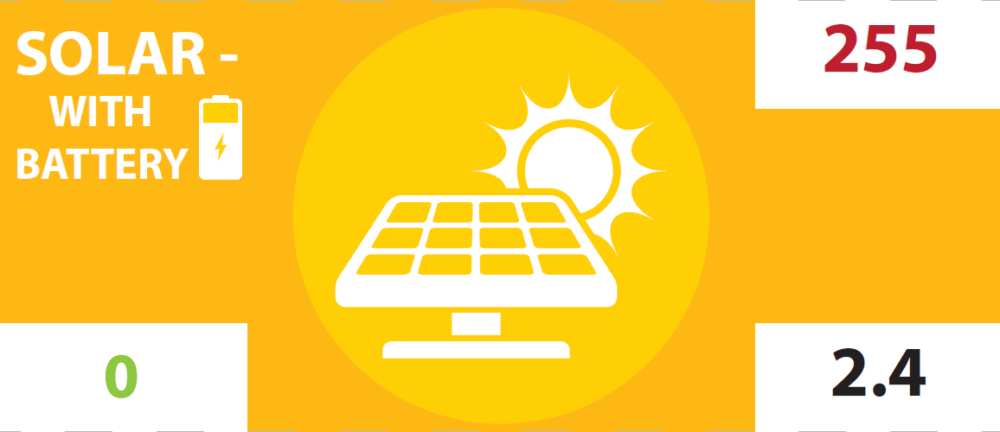 SOLAR -
WITH
BATTERY
255
0
2.4